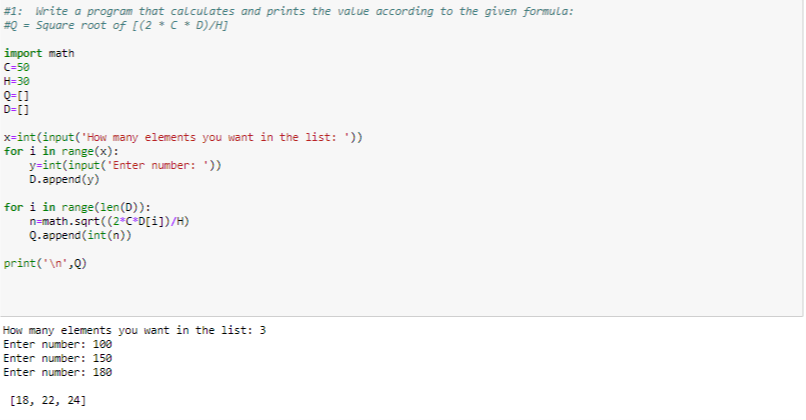 #1: Write a program that calculates and prints the value according to the given formula:
#Q = Square root of [(2 * C * D)/H]
import math
C=50
H=30
Q=[]
D=[]
x=int(input('How many elements you want in the list: '))
for i in range(x):
    y=int(input('Enter number: '))
    D.append(y)
for i in range(len(D)):
    n=math.sqrt((2*C*D[i])/H)
    Q.append(int(n))
print('\n',Q)
How many elements you want in the list: 3
Enter number: 100
Enter number: 150
Enter number: 180
[18, 22, 24]